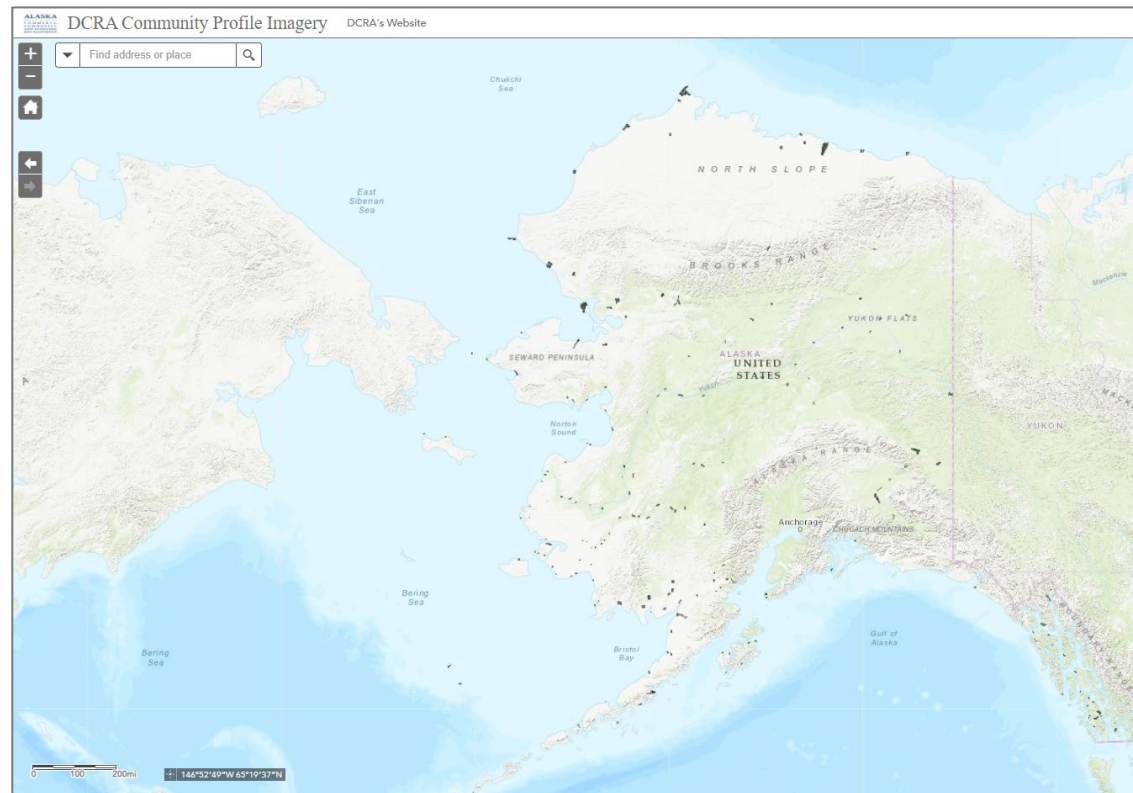 ALASKA
DCRA Community Profile Imagery
DCRA's Website
Find address or place
Chukchi
Sea
East
Siberian
Sea
NORTH SLOPE
BROOKS RANGE
Mackenzie
YUKON FLATS
SEWARD PENINSULA
ALASKA
UNITED
STATES
Yukon
YUKON
Norton
Sound
ALASKA RANGE
Anchorage
CHUGACH MOUNTAINS
Bering
Sea
Gulf of
Alaska
Bristol
Bay
Bering
Sea
0 100 200mi
146°52'49"W 65°19'37"N